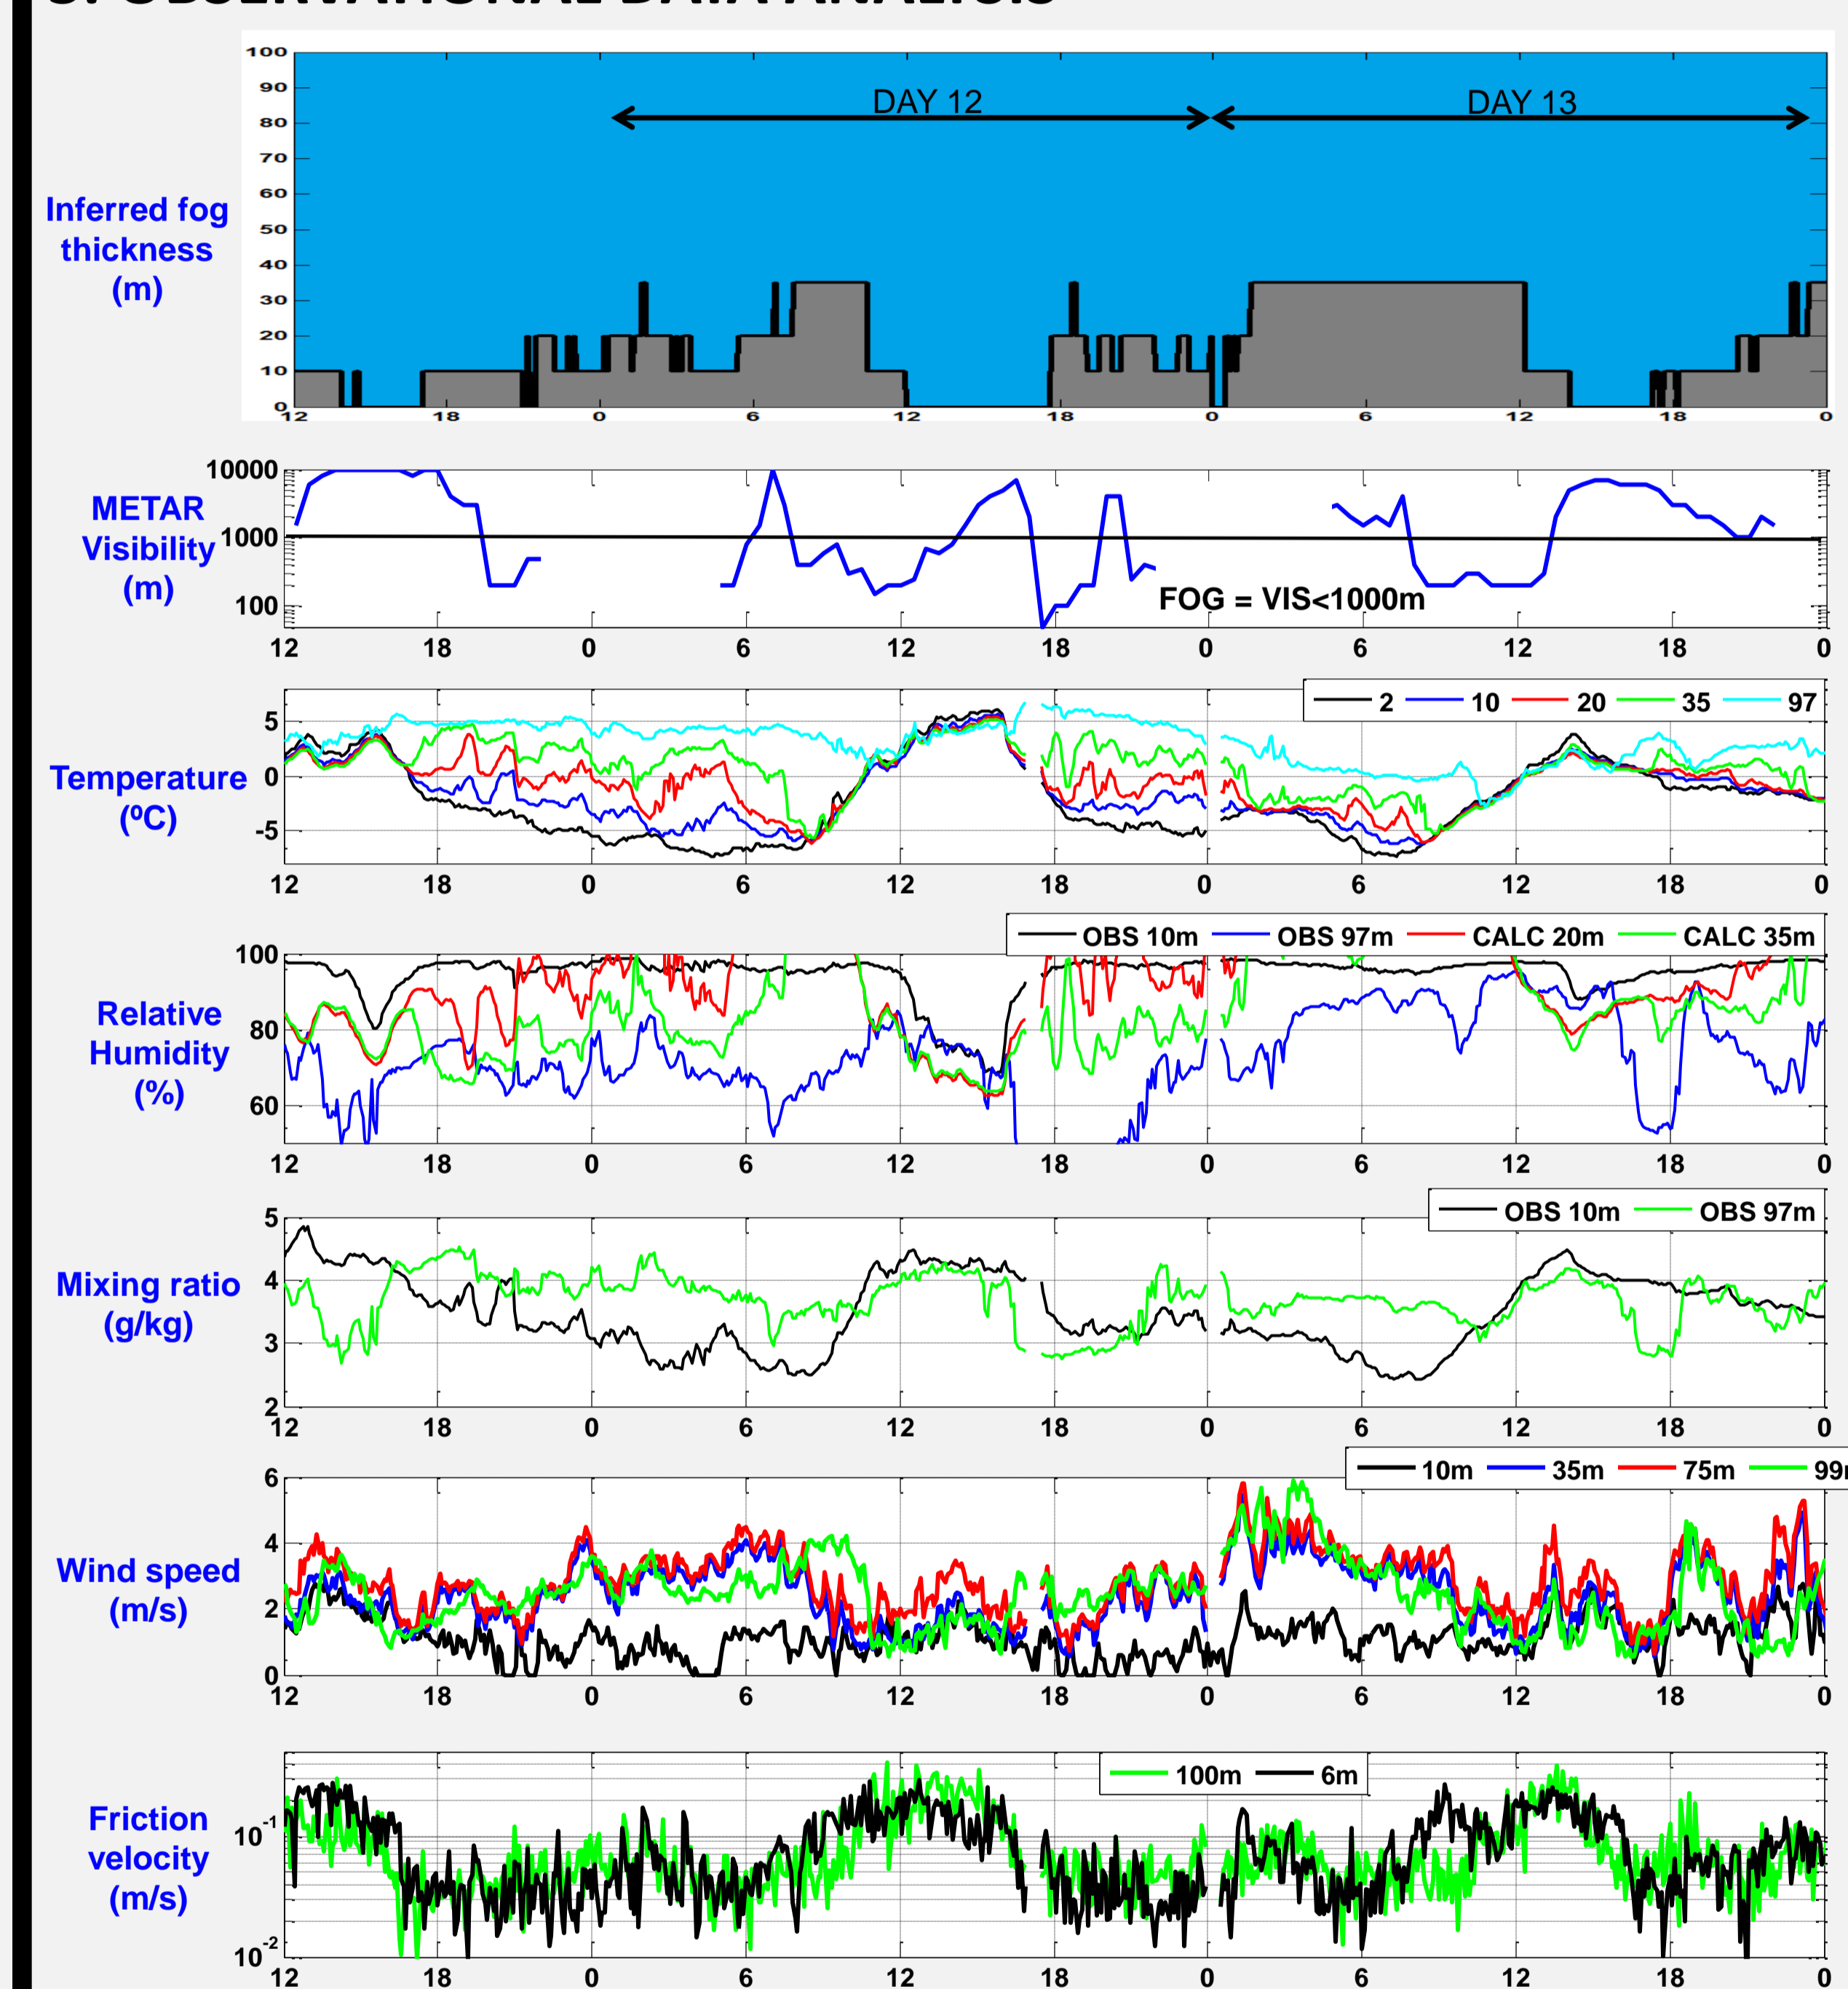 3. OBSERVATIONAL DATA ANALYSIS
100
90
80
70
60
50
40
30
20
10
0
DAY 12
DAY 13
Inferred fog
thickness
(m)
12 18 0 6 12 18 0 6 12 18 0
METAR
Visibility
(m)
10000
1000
100
FOG = VIS<1000m
12 18 0 6 12 18 0 6 12 18 0
Temperature
(ºC)
5
0
-5
2 10 20 35 97
12 18 0 6 12 18 0 6 12 18 0
Relative
Humidity
(%)
100
80
60
OBS 10m OBS 97m CALC 20m CALC 35m
12 18 0 6 12 18 0 6 12 18 0
Mixing ratio
(g/kg)
5
4
3
2
OBS 10m OBS 97m
12 18 0 6 12 18 0 6 12 18 0
Wind speed
(m/s)
6
4
2
0
10m 35m 75m 99m
12 18 0 6 12 18 0 6 12 18 0
Friction
velocity
(m/s)
10-1
10-2
100m 6m
12 18 0 6 12 18 0 6 12 18 0